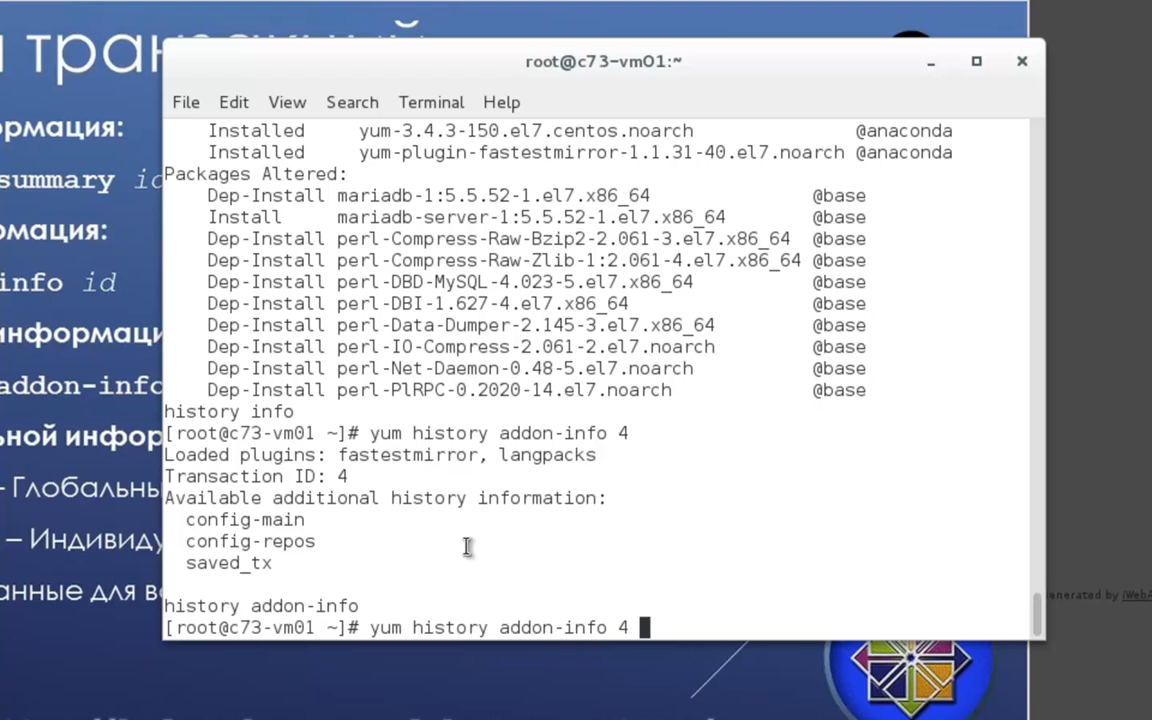 root@c73-vm01:~
File Edit View Search Terminal Help
Installed yum-3.4.3-150.el7.centos.noarch @anaconda
Installed yum-plugin-fastestmirror-1.1.31-40.el7.noarch @anaconda
Packages Altered:
Dep-Install mariadb-1:5.5.52-1.el7.x86_64 @base
Install mariadb-server-1:5.5.52-1.el7.x86_64 @base
Dep-Install perl-Compress-Raw-Bzip2-2.061-3.el7.x86_64 @base
Dep-Install perl-Compress-Raw-Zlib-1:2.061-4.el7.x86_64 @base
Dep-Install perl-DBD-MySQL-4.023-5.el7.x86_64 @base
Dep-Install perl-DBI-1.627-4.el7.x86_64 @base
Dep-Install perl-Data-Dumper-2.145-3.el7.x86_64 @base
Dep-Install perl-IO-Compress-2.061-2.el7.noarch @base
Dep-Install perl-Net-Daemon-0.48-5.el7.noarch @base
Dep-Install perl-PlRPC-0.2020-14.el7.noarch @base
history info
[root@c73-vm01 ~]# yum history addon-info 4
Loaded plugins: fastestmirror, langpacks
Transaction ID: 4
Available additional history information:
config-main
config-repos
saved_tx
history addon-info
[root@c73-vm01 ~]# yum history addon-info 4
ормация:
summary id
рмация:
info id
информаци
addon-info
ьной инфор
- Глобальны
– Индивиду
анные для в
enerated by